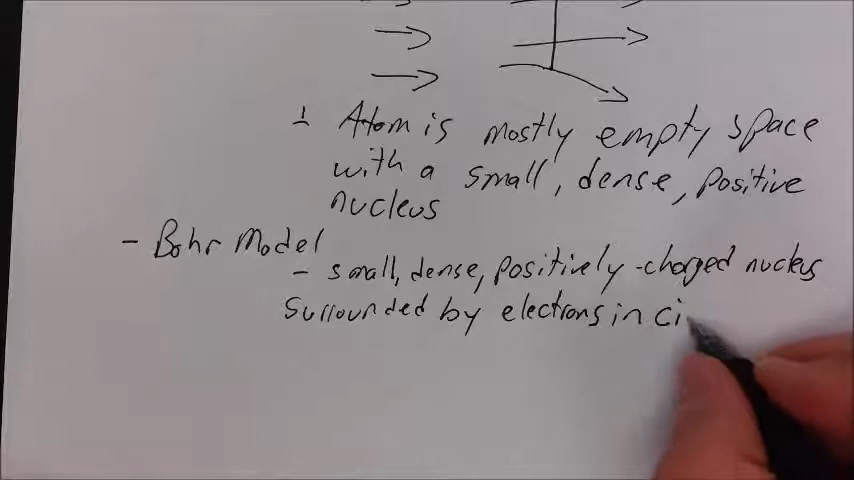 - Atom is mostly empty space
with a small, dense, positive
nucleus
- Bohr Model
- small, dense, positively-charged nucleus
surrounded by electrons in ci